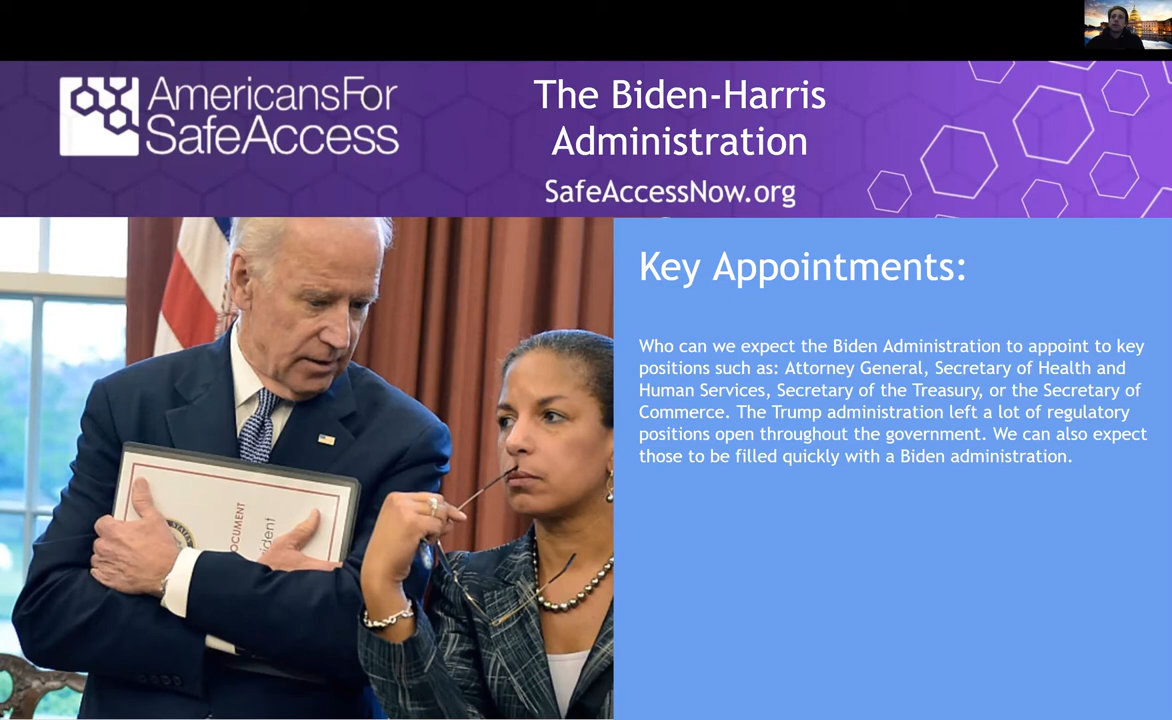 AmericansFor
SafeAccess
The Biden-Harris
Administration
SafeAccessNow.org
Key Appointments:
Who can we expect the Biden Administration to appoint to key
positions such as: Attorney General, Secretary of Health and
Human Services, Secretary of the Treasury, or the Secretary of
Commerce. The Trump administration left a lot of regulatory
positions open throughout the government. We can also expect
those to be filled quickly with a Biden administration.
OCUMENT
ident